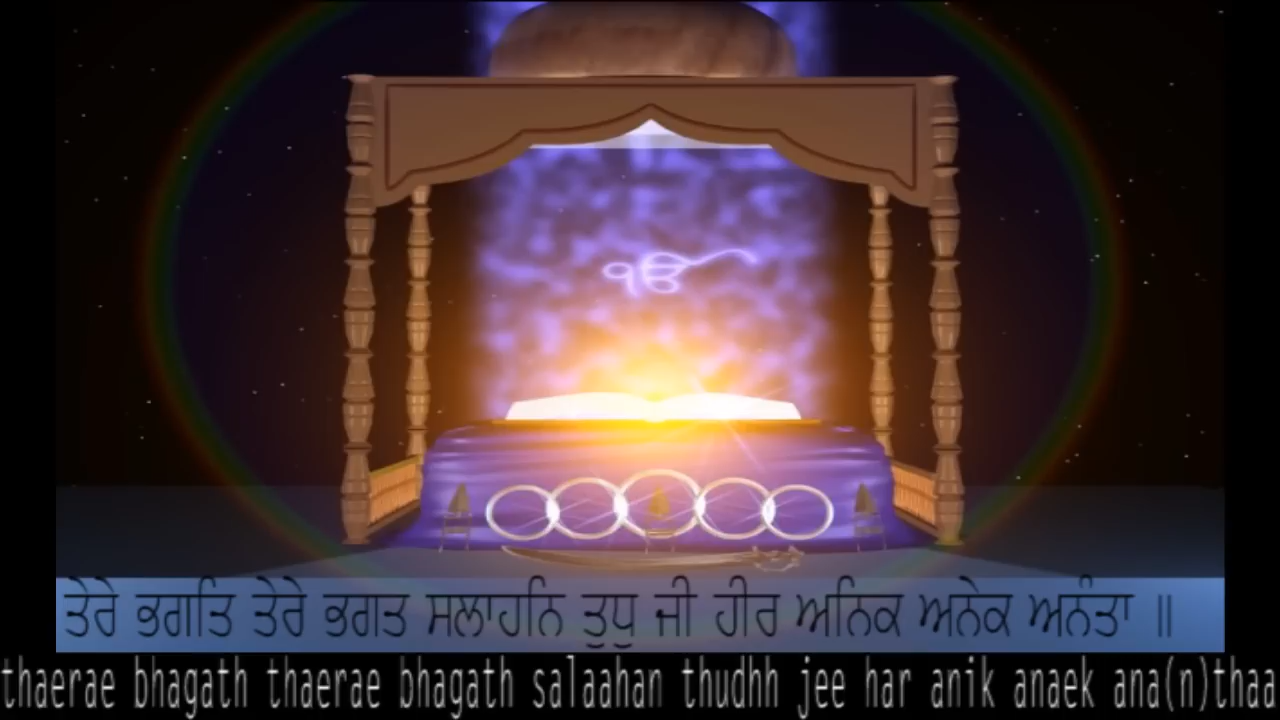 ੴ
ਤੇਰੇ ਭਗਤਿ ਤੇਰੇ ਭਗਤ ਸਲਾਹਨਿ ਤੁਧੁ ਜੀ ਹੀਰ ਅਨਿਕ ਅਨੇਕ ਅਨੰਤਾ ॥
thaerae bhagath thaerae bhagath salaahan thudhh jee har anik anaek ana(n)thaa